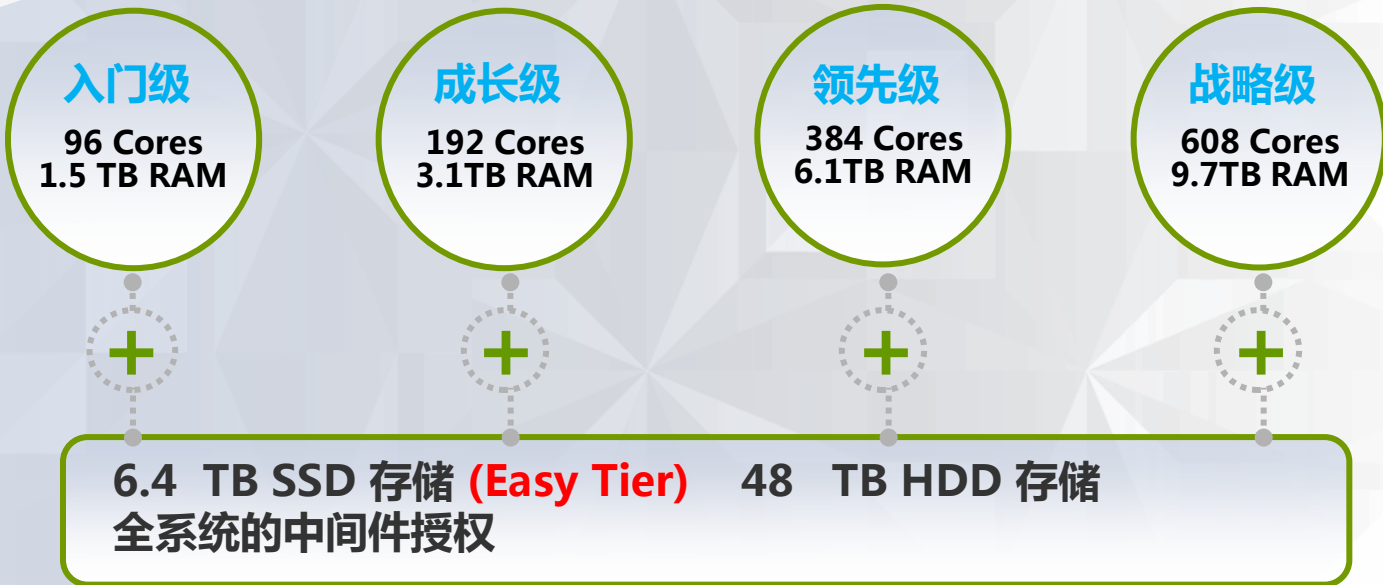 入门级
96 Cores
1.5 TB RAM
成长级
192 Cores
3.1TB RAM
领先级
384 Cores
6.1TB RAM
战略级
608 Cores
9.7TB RAM
+
+
+
+
6.4 TB SSD 存储 (Easy Tier) 48 TB HDD 存储
全系统的中间件授权